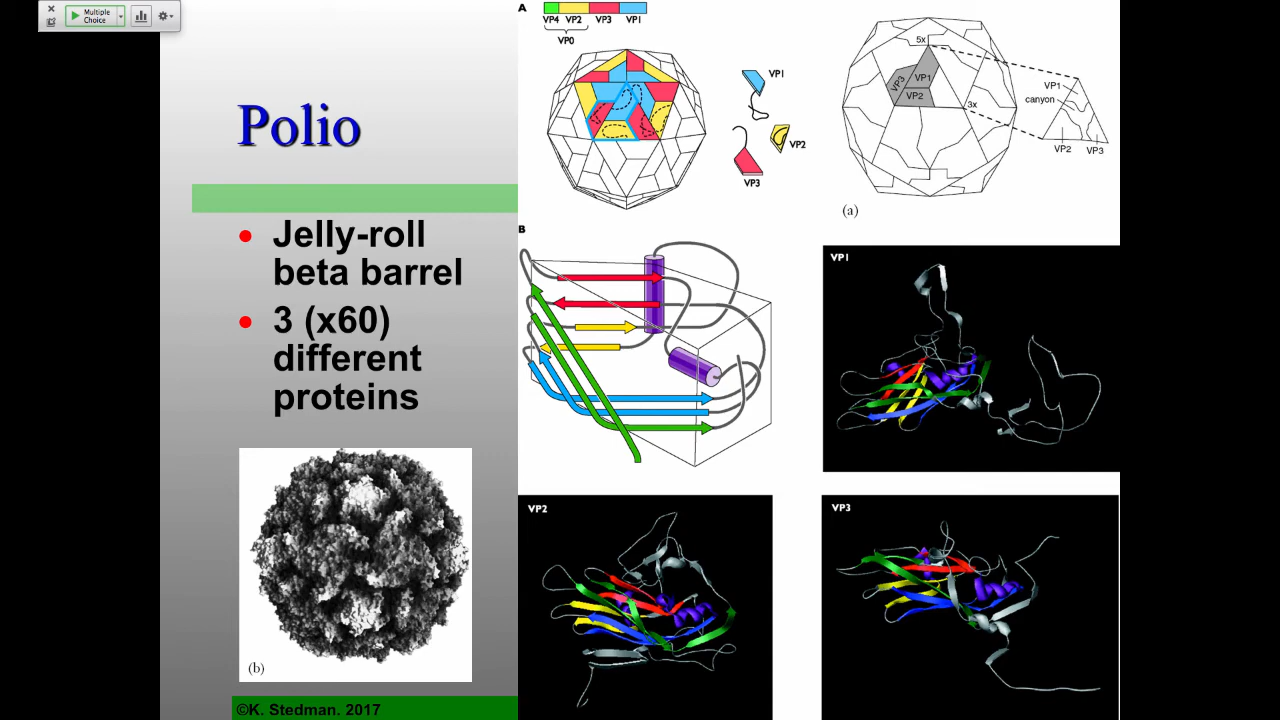 Multiple
Choice
Polio
Jelly-roll
beta barrel
3 (x60)
different
proteins
(b)
©K. Stedman. 2017
A
VP4 VP2 VP3 VP1
VP0
VP1
VP2
VP3
5x
VP3
VP1
VP2
3x
VP1
canyon
VP2 VP3
(a)
B
VP1
VP2
VP3